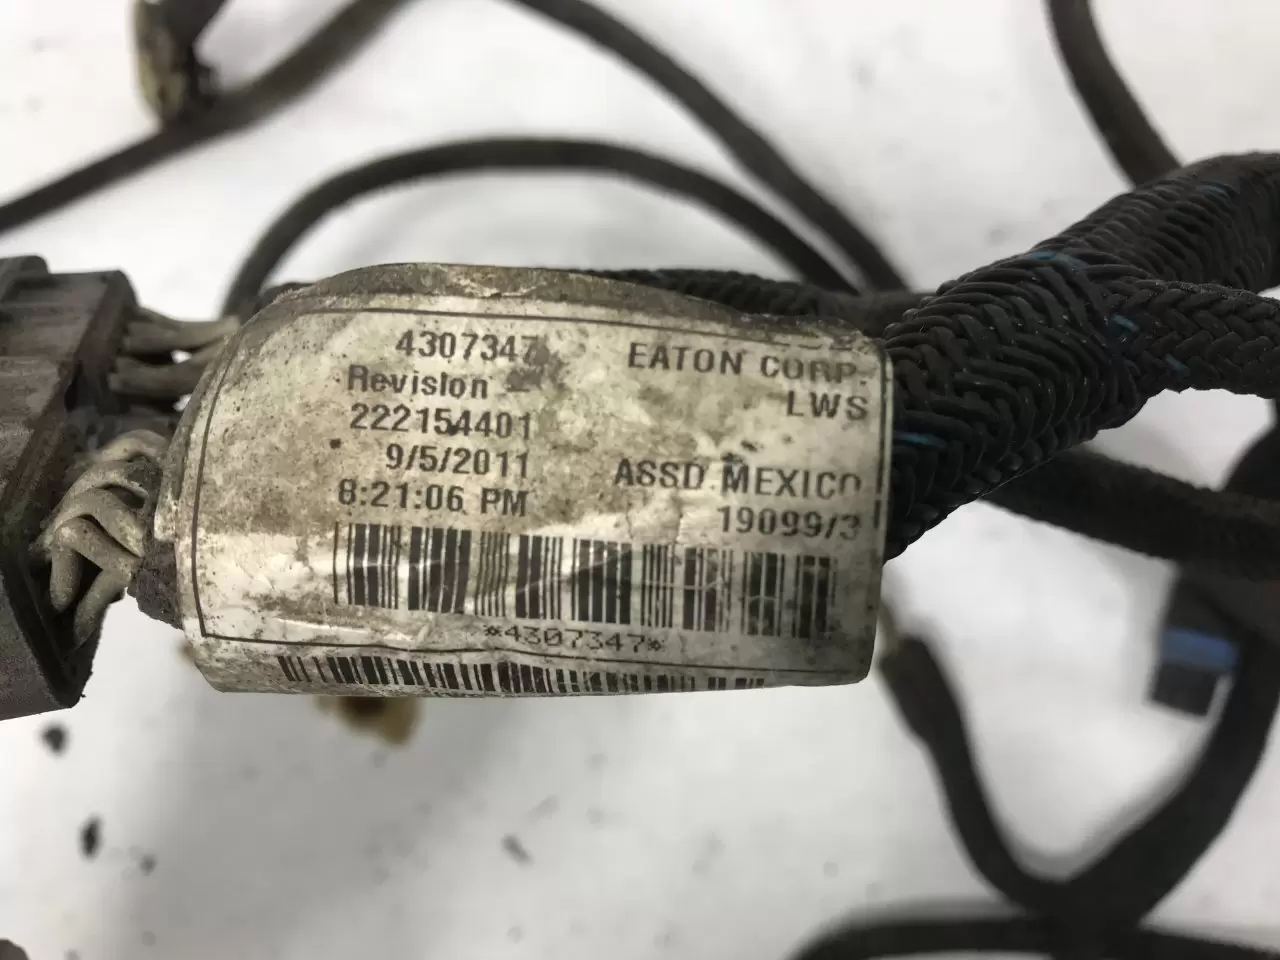 4307347
Revision
222154401
9/5/2011
8:21:06 PM
EATON CORP.
LWS
ASSD.MEXICO
19099/3
*4307347*